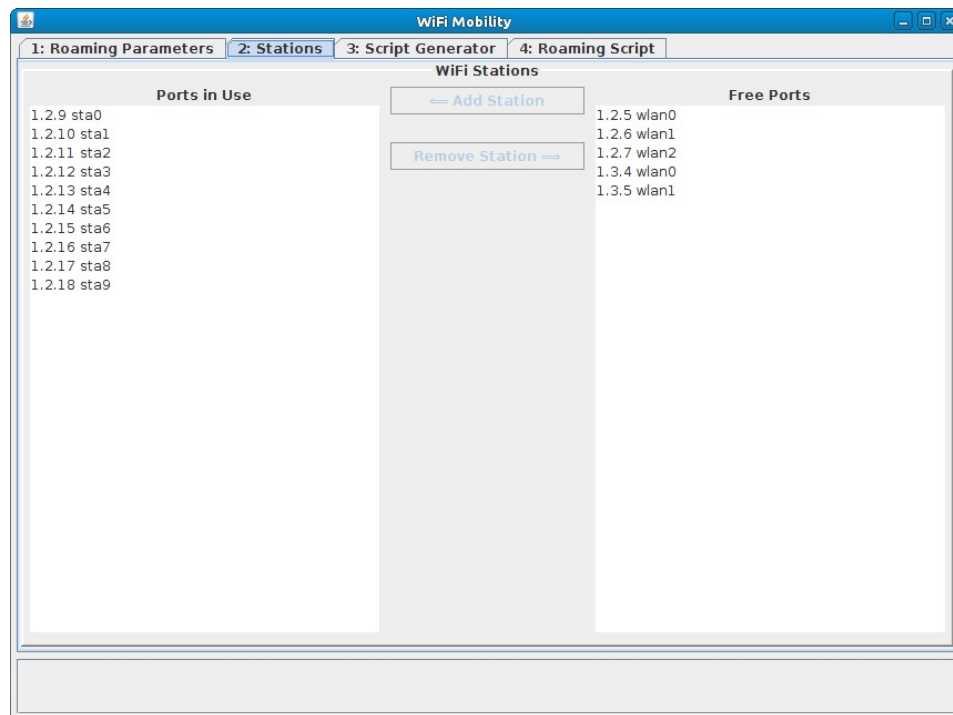 WiFi Mobility
1: Roaming Parameters 2: Stations 3: Script Generator 4: Roaming Script
WiFi Stations
Ports in Use
1.2.9 sta0
1.2.10 sta1
1.2.11 sta2
1.2.12 sta3
1.2.13 sta4
1.2.14 sta5
1.2.15 sta6
1.2.16 sta7
1.2.17 sta8
1.2.18 sta9
⟸ Add Station
Remove Station ⟹
Free Ports
1.2.5 wlan0
1.2.6 wlan1
1.2.7 wlan2
1.3.4 wlan0
1.3.5 wlan1